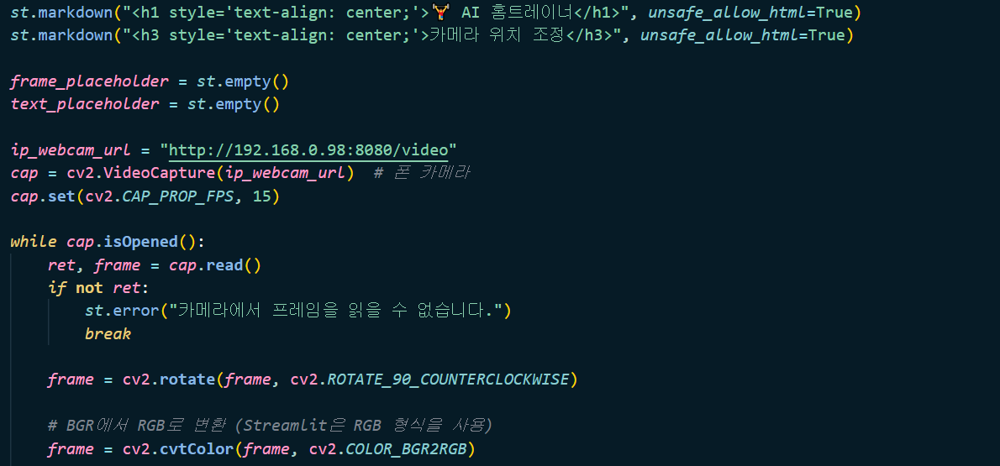 st.markdown("<h1 style='text-align: center;'>🏋️ AI 홈트레이너</h1>", unsafe_allow_html=True)
st.markdown("<h3 style='text-align: center;'>카메라 위치 조정</h3>", unsafe_allow_html=True)
frame_placeholder = st.empty()
text_placeholder = st.empty()
ip_webcam_url = "http://192.168.0.98:8080/video"
cap = cv2.VideoCapture(ip_webcam_url)  # 폰 카메라
cap.set(cv2.CAP_PROP_FPS, 15)
while cap.isOpened():
    ret, frame = cap.read()
    if not ret:
        st.error("카메라에서 프레임을 읽을 수 없습니다.")
        break
    frame = cv2.rotate(frame, cv2.ROTATE_90_COUNTERCLOCKWISE)
    # BGR에서 RGB로 변환 (Streamlit은 RGB 형식을 사용)
    frame = cv2.cvtColor(frame, cv2.COLOR_BGR2RGB)